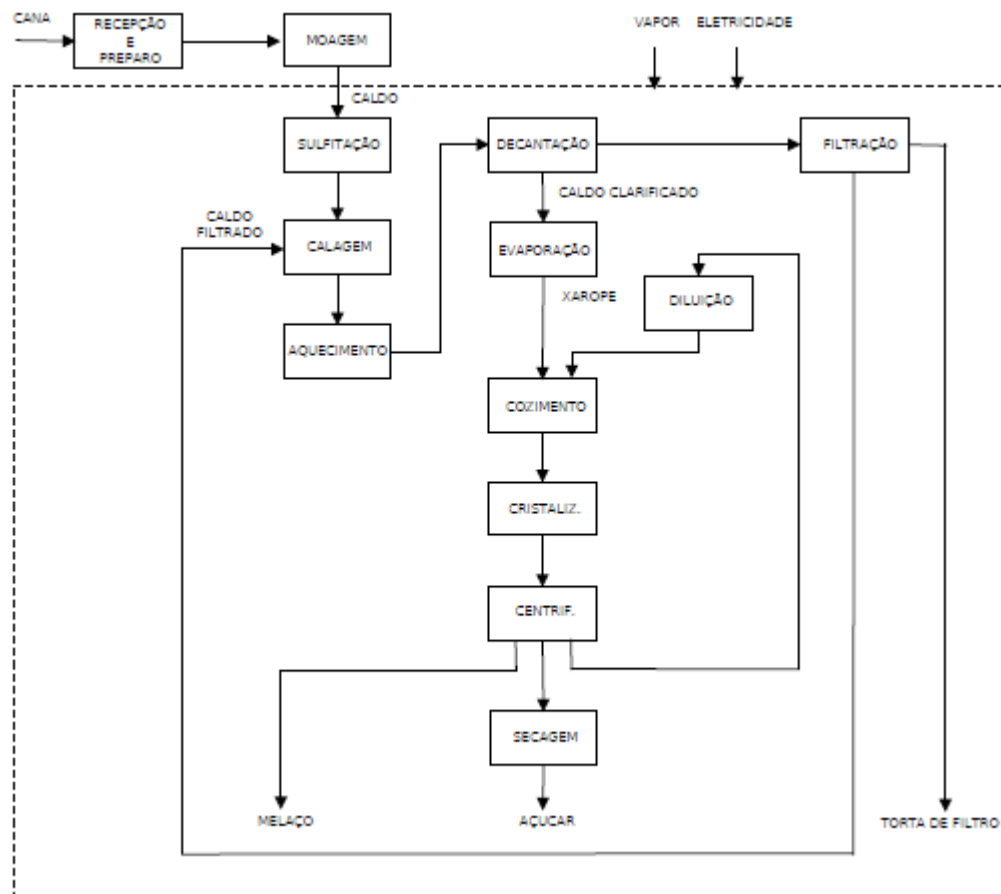 CANA
RECEPÇÃO
E
PREPARO
MOAGEM
VAPOR
ELETRICIDADE
CALDO
SULFITAÇÃO
DECANTAÇÃO
FILTRAÇÃO
CALDO CLARIFICADO
CALDO
FILTRADO
CALAGEM
EVAPORAÇÃO
XAROPE
DILUIÇÃO
AQUECIMENTO
COZIMENTO
CRISTALIZ.
CENTRIF.
SECAGEM
MELAÇO
AÇUCAR
TORTA DE FILTRO